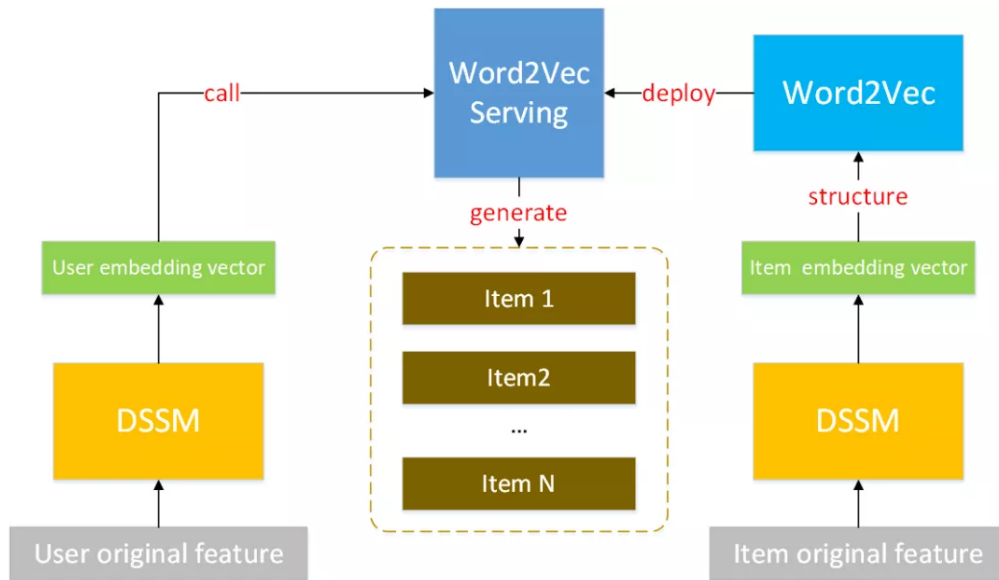 call
Word2Vec
Serving
deploy
Word2Vec
generate
structure
User embedding vector
Item embedding vector
Item 1
Item2
...
Item N
DSSM
DSSM
User original feature
Item original feature